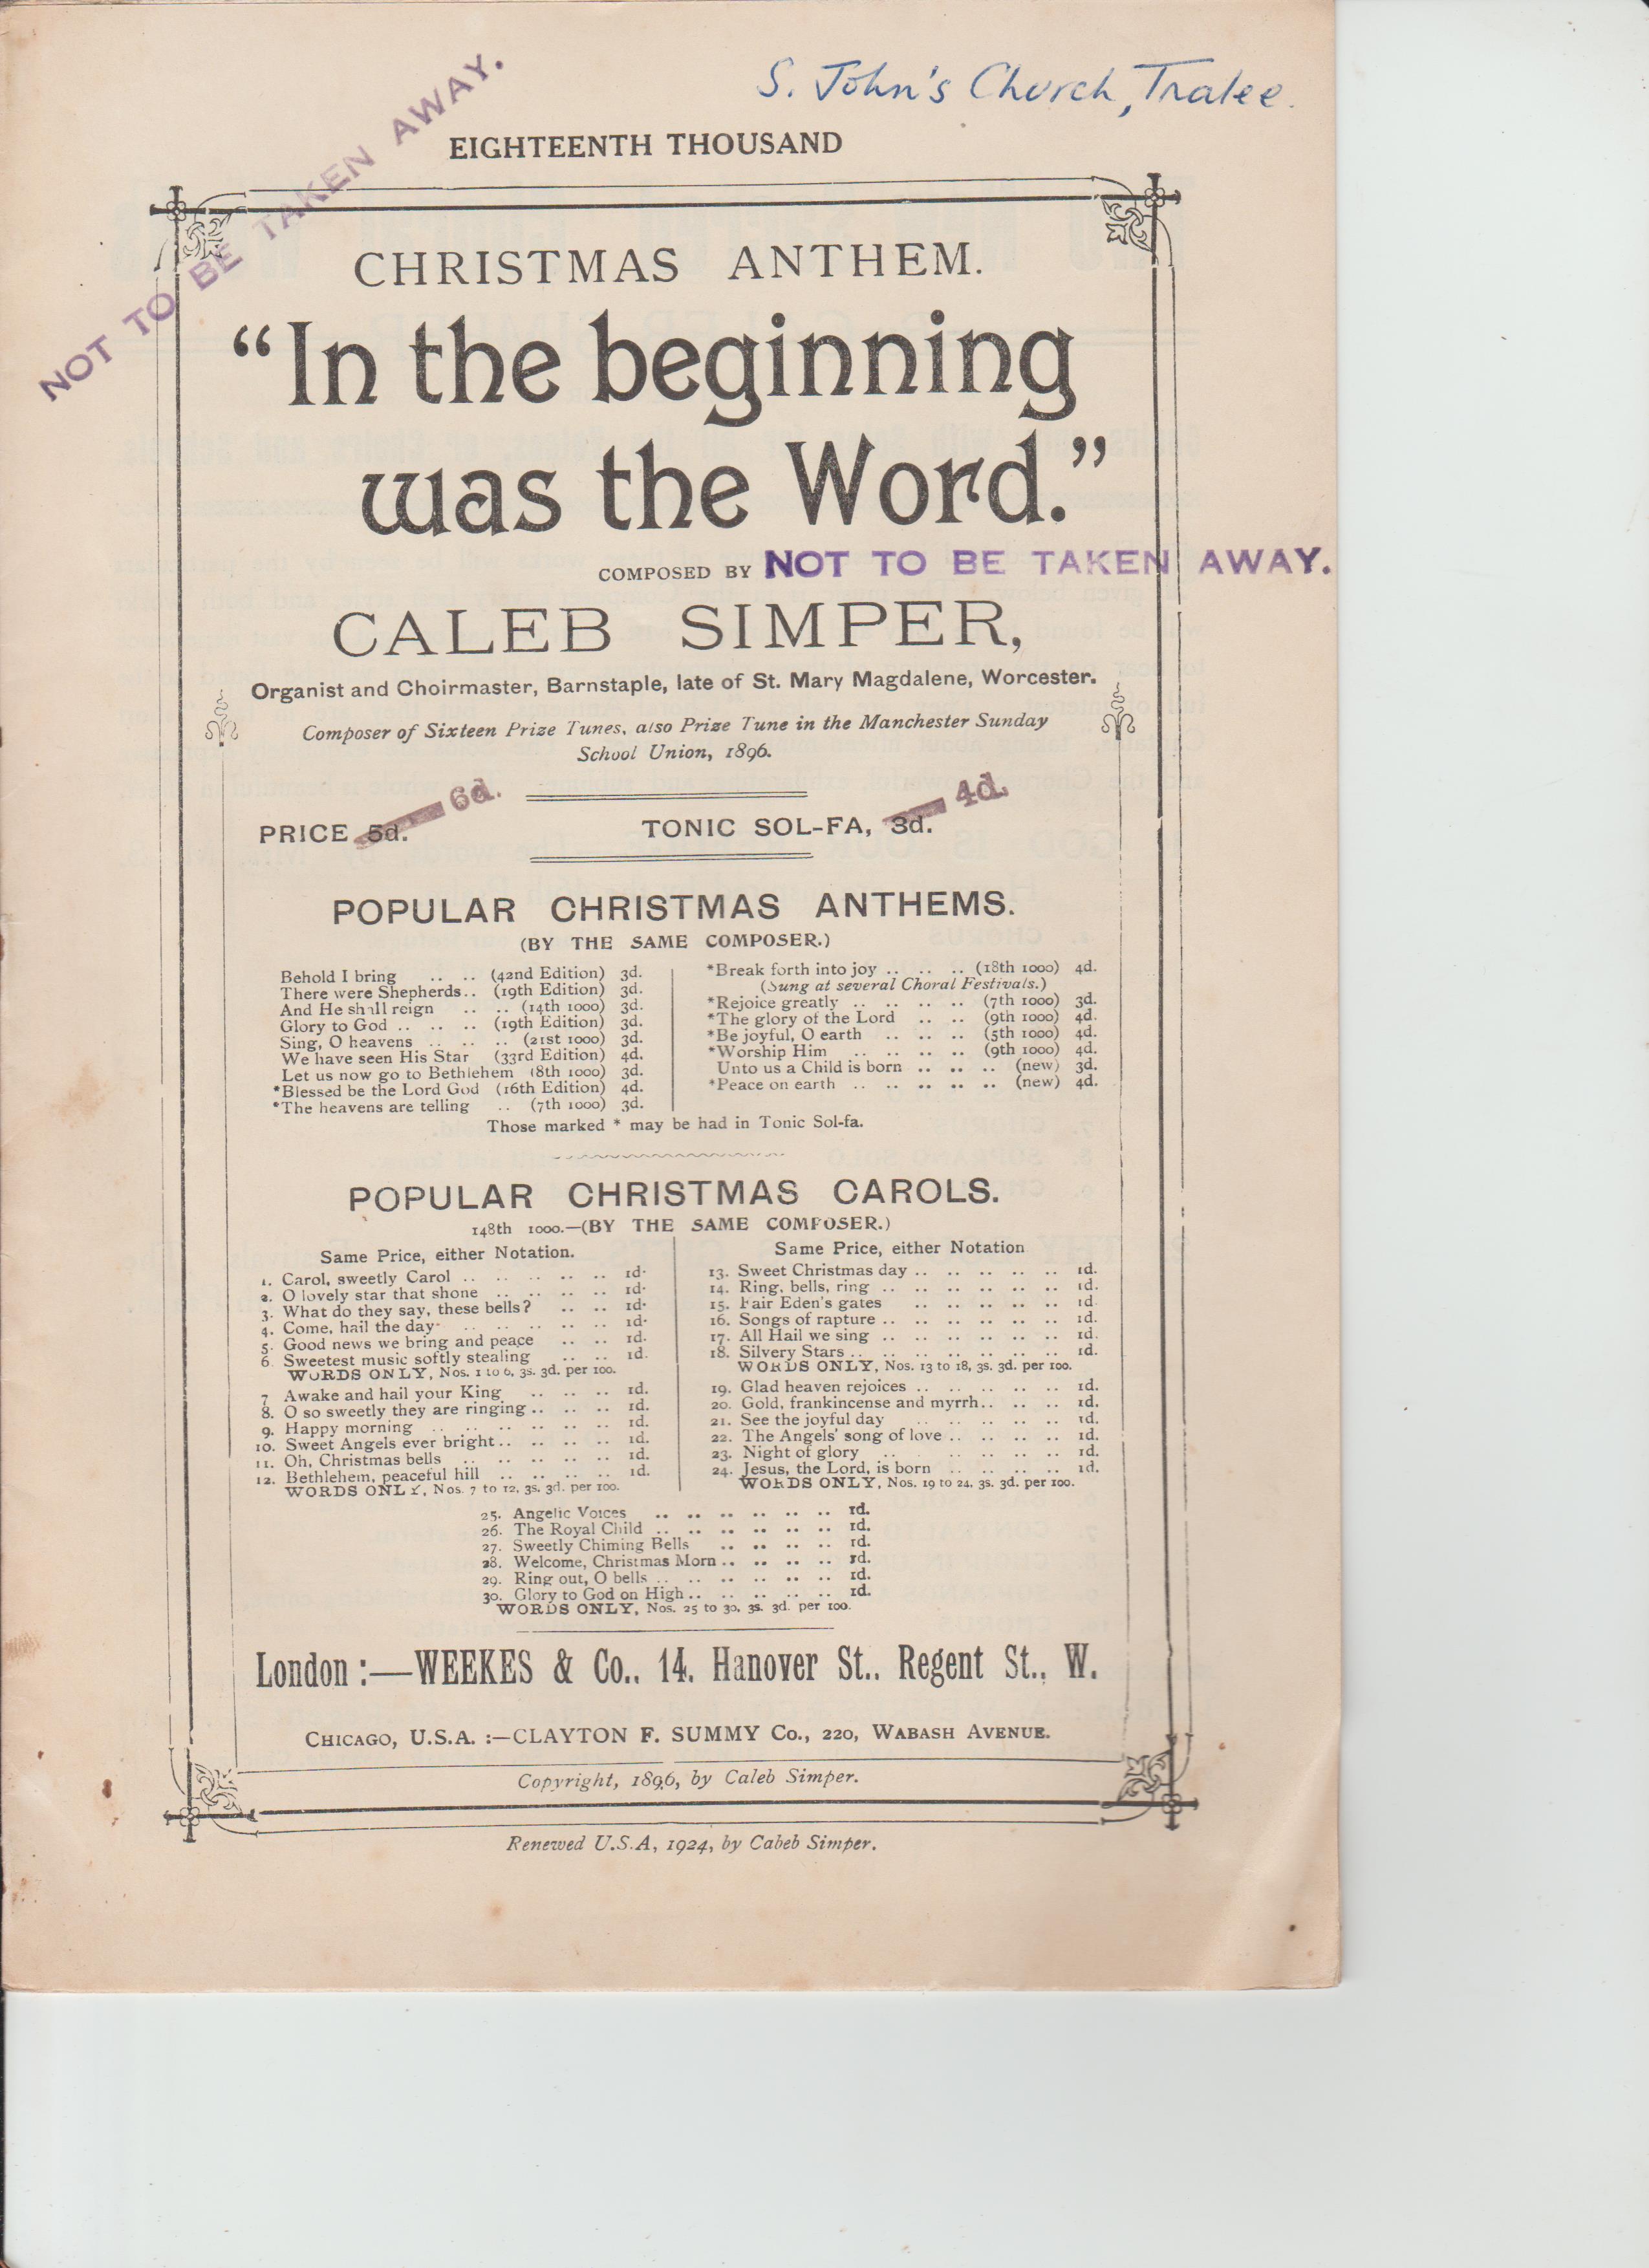 S. John's Church, Tralee.
NOT TO BE TAKEN AWAY.
EIGHTEENTH THOUSAND
CHRISTMAS ANTHEM.
"In the beginning
was the Word."
COMPOSED BY NOT TO BE TAKEN AWAY.
CALEB SIMPER,
Organist and Choirmaster, Barnstaple, late of St. Mary Magdalene, Worcester.
Composer of Sixteen Prize Tunes, also Prize Tune in the Manchester Sunday
School Union, 1896.
PRICE 5d. 6d. TONIC SOL-FA, 3d. 4d.
POPULAR CHRISTMAS ANTHEMS.
(BY THE SAME COMPOSER.)
Behold I bring .. .. (42nd Edition) 3d.
There were Shepherds.. (19th Edition) 3d.
And He shall reign .. .. (14th 1000) 3d.
Glory to God .. .. .. (19th Edition) 3d.
Sing, O heavens .. .. .. (21st 1000) 3d.
We have seen His Star (33rd Edition) 4d.
Let us now go to Bethlehem (8th 1000) 3d.
*Blessed be the Lord God (16th Edition) 4d.
*The heavens are telling .. (7th 1000) 3d.
*Break forth into joy .. .. .. (18th 1000) 4d.
(Sung at several Choral Festivals.)
*Rejoice greatly .. .. .. .. (7th 1000) 3d.
*The glory of the Lord .. .. (9th 1000) 4d.
*Be joyful, O earth .. .. .. (5th 1000) 4d.
*Worship Him .. .. .. .. (9th 1000) 4d.
Unto us a Child is born .. .. .. (new) 3d.
*Peace on earth .. .. .. .. .. (new) 4d.
Those marked * may be had in Tonic Sol-fa.
POPULAR CHRISTMAS CAROLS.
148th 1000.—(BY THE SAME COMPOSER.)
Same Price, either Notation.
1. Carol, sweetly Carol .. .. .. .. .. 1d.
2. O lovely star that shone .. .. .. .. 1d.
3. What do they say, these bells? .. .. 1d.
4. Come, hail the day .. .. .. .. .. 1d.
5. Good news we bring and peace .. .. 1d.
6. Sweetest music softly stealing .. .. 1d.
WORDS ONLY, Nos. 1 to 6, 3s. 3d. per 100.
7 Awake and hail your King .. .. .. 1d.
8. O so sweetly they are ringing .. .. .. 1d.
9. Happy morning .. .. .. .. .. .. 1d.
10. Sweet Angels ever bright .. .. .. .. 1d.
11. Oh, Christmas bells .. .. .. .. .. 1d.
12. Bethlehem, peaceful hill .. .. .. .. 1d.
WORDS ONLY, Nos. 7 to 12, 3s. 3d. per 100.
Same Price, either Notation
13. Sweet Christmas day .. .. .. .. .. 1d.
14. Ring, bells, ring .. .. .. .. .. .. 1d.
15. Fair Eden's gates .. .. .. .. .. 1d.
16. Songs of rapture .. .. .. .. .. .. 1d.
17. All Hail we sing .. .. .. .. .. .. 1d.
18. Silvery Stars .. .. .. .. .. .. .. 1d.
WORDS ONLY, Nos. 13 to 18, 3s. 3d. per 100.
19. Glad heaven rejoices .. .. .. .. .. 1d.
20. Gold, frankincense and myrrh .. .. .. 1d.
21. See the joyful day .. .. .. .. .. 1d.
22. The Angels' song of love .. .. .. .. 1d.
23. Night of glory .. .. .. .. .. .. 1d.
24. Jesus, the Lord, is born .. .. .. .. 1d.
WORDS ONLY, Nos. 19 to 24, 3s. 3d. per 100.
25. Angelic Voices .. .. .. .. .. .. 1d.
26. The Royal Child .. .. .. .. .. .. 1d.
27. Sweetly Chiming Bells .. .. .. .. 1d.
28. Welcome, Christmas Morn .. .. .. .. 1d.
29. Ring out, O bells .. .. .. .. .. .. 1d.
30. Glory to God on High .. .. .. .. .. 1d.
WORDS ONLY, Nos. 25 to 30, 3s. 3d. per 100.
London :—WEEKES & Co., 14, Hanover St., Regent St., W.
CHICAGO, U.S.A. :—CLAYTON F. SUMMY Co., 220, WABASH AVENUE.
Copyright, 1896, by Caleb Simper.
Renewed U.S.A, 1924, by Cabeb Simper.